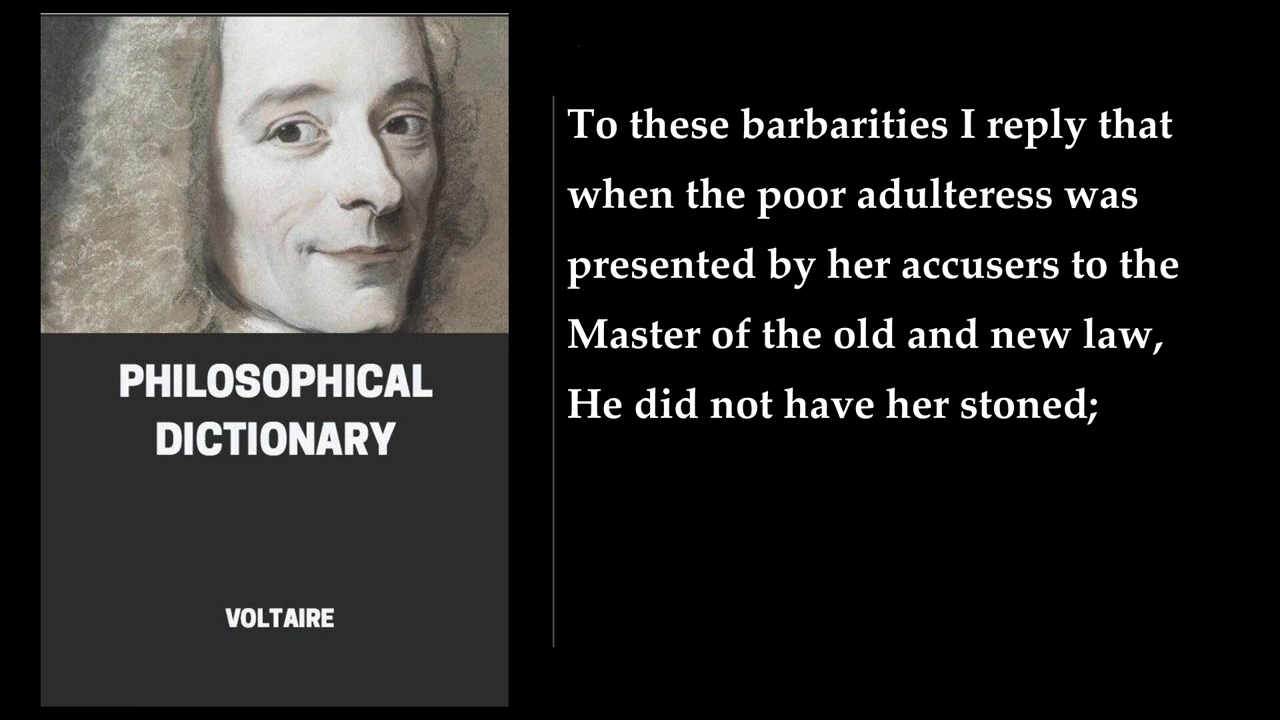 PHILOSOPHICAL
DICTIONARY
VOLTAIRE
To these barbarities I reply that
when the poor adulteress was
presented by her accusers to the
Master of the old and new law,
He did not have her stoned;